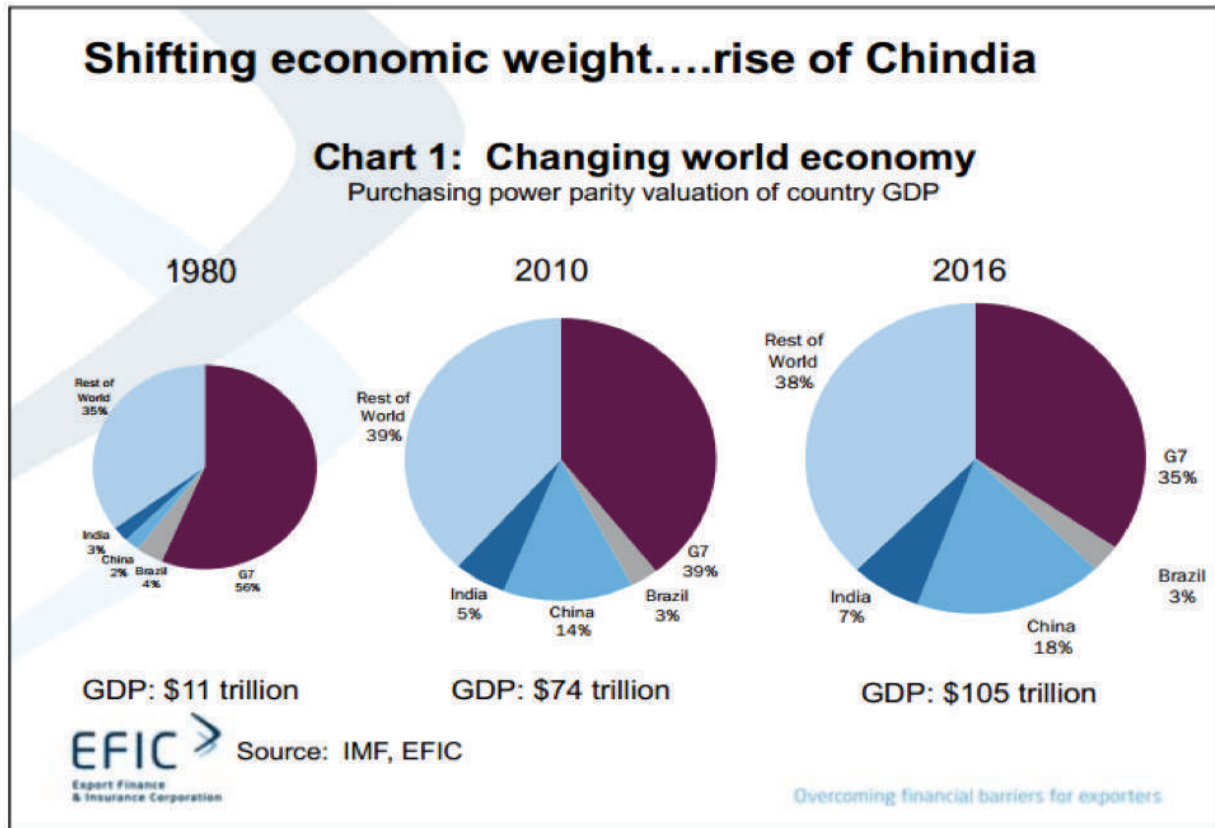 Shifting economic weight....rise of Chindia
Chart 1: Changing world economy
Purchasing power parity valuation of country GDP
1980
Rest of
World
35%
India
3%
China
2%
Brazil
4%
G7
56%
GDP: $11 trillion
2010
Rest of
World
39%
India
5%
China
14%
Brazil
3%
G7
39%
GDP: $74 trillion
2016
Rest of
World
38%
India
7%
China
18%
Brazil
3%
G7
35%
GDP: $105 trillion
EFIC
Export Finance
& Insurance Corporation
Source: IMF, EFIC
Overcoming financial barriers for exporters